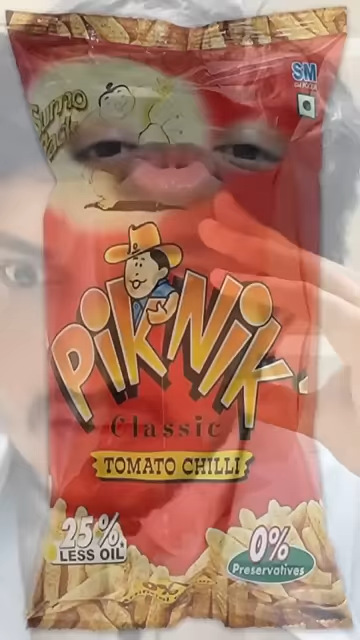 Sumo
Pack
SM
PIKNIK
Classic
TOMATO CHILLI
25%
LESS OIL
0%
Preservatives